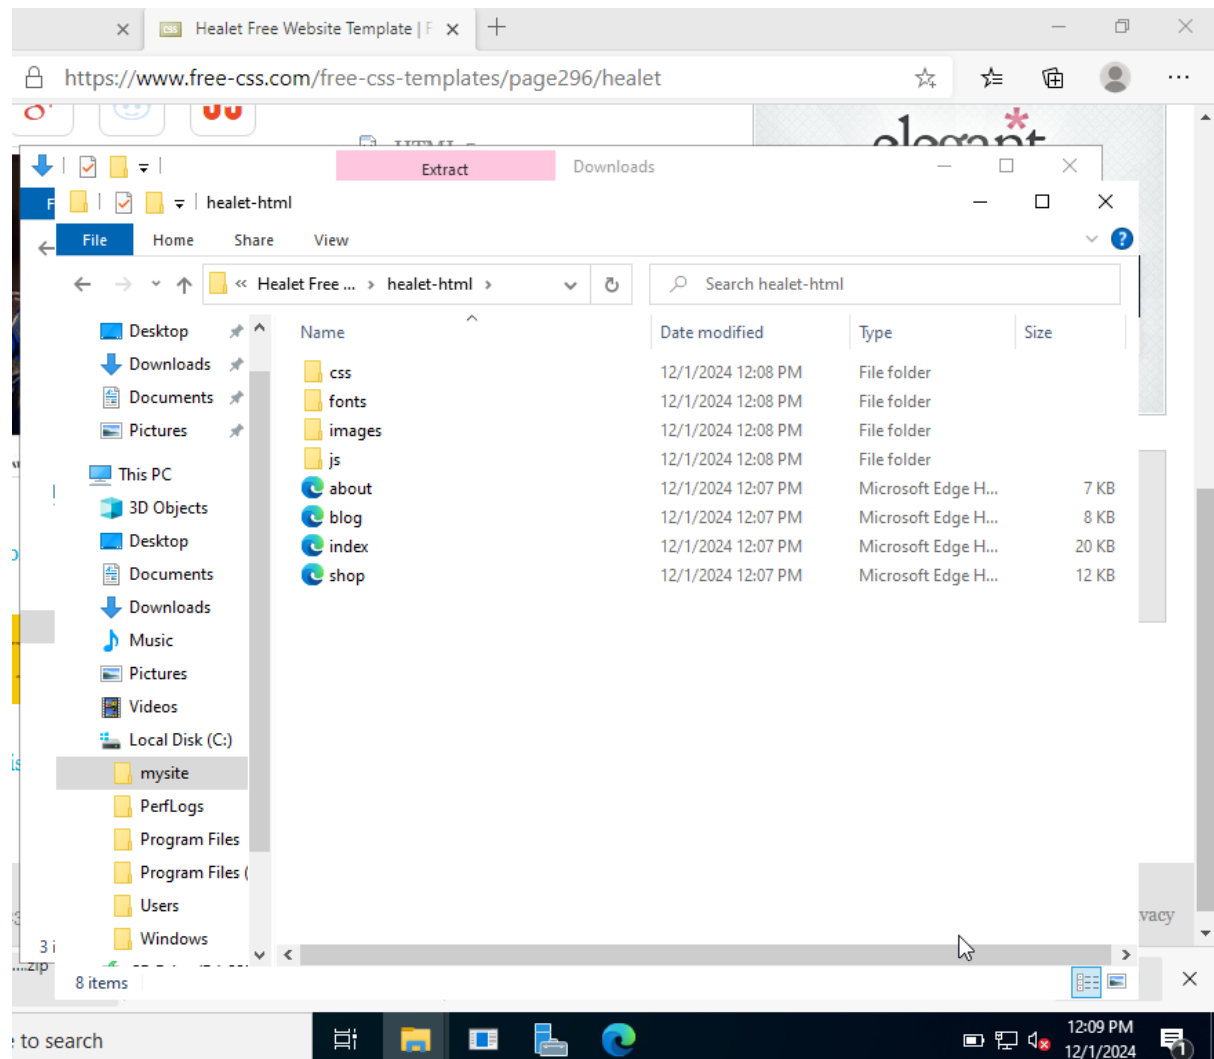 css Healet Free Website Template | F
https://www.free-css.com/free-css-templates/page296/healet
elegant
Extract Downloads
healet-html
File Home Share View
« Healet Free ... › healet-html › Search healet-html
Name Date modified Type Size
Desktop
Downloads
Documents
Pictures
This PC
3D Objects
Desktop
Documents
Downloads
Music
Pictures
Videos
Local Disk (C:)
mysite
PerfLogs
Program Files
Program Files (
Users
Windows
css 12/1/2024 12:08 PM File folder
fonts 12/1/2024 12:08 PM File folder
images 12/1/2024 12:08 PM File folder
js 12/1/2024 12:08 PM File folder
about 12/1/2024 12:07 PM Microsoft Edge H... 7 KB
blog 12/1/2024 12:07 PM Microsoft Edge H... 8 KB
index 12/1/2024 12:07 PM Microsoft Edge H... 20 KB
shop 12/1/2024 12:07 PM Microsoft Edge H... 12 KB
vacy
3 i
....zip
8 items
to search
12:09 PM
12/1/2024
1